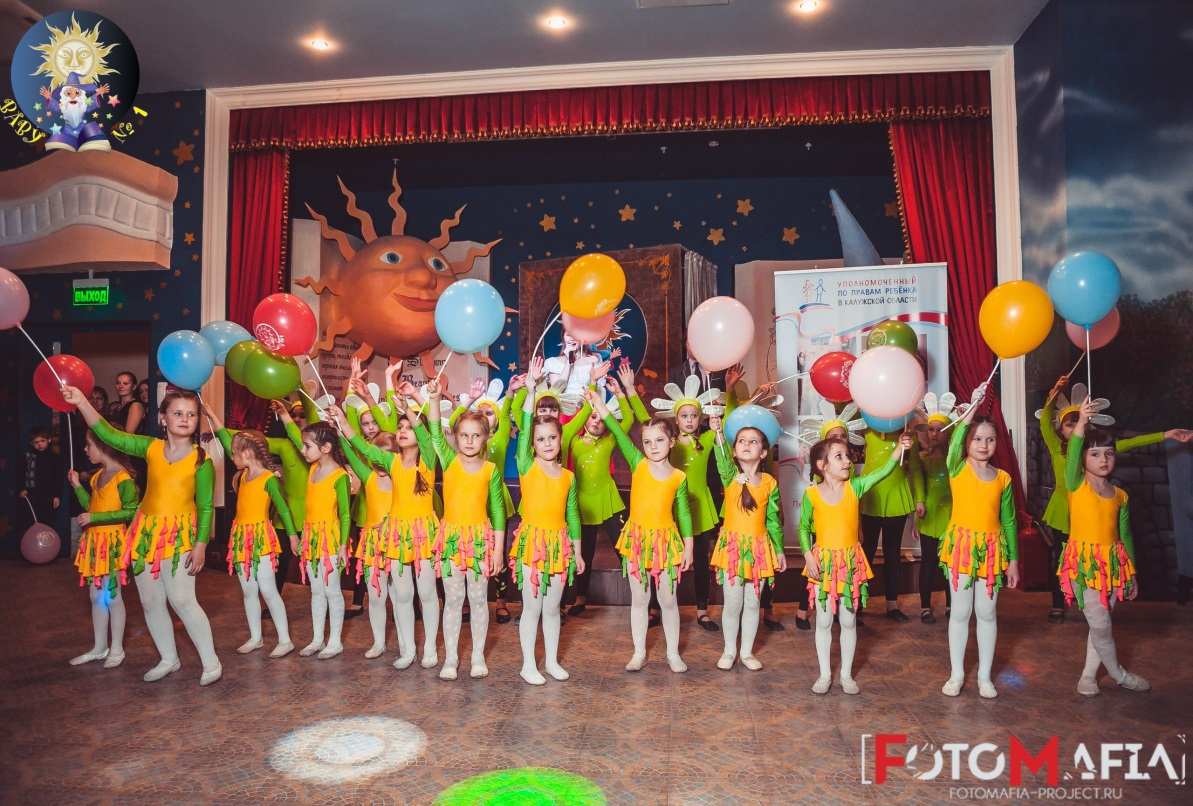 BABY № 1
ВЫХОД
УПОЛНОМОЧЕННЫЙ
ПО ПРАВАМ РЕБЁНКА
В КАЛУЖСКОЙ ОБЛАСТИ
[FOTOMAFIA]
FOTOMAFIA-PROJECT.RU